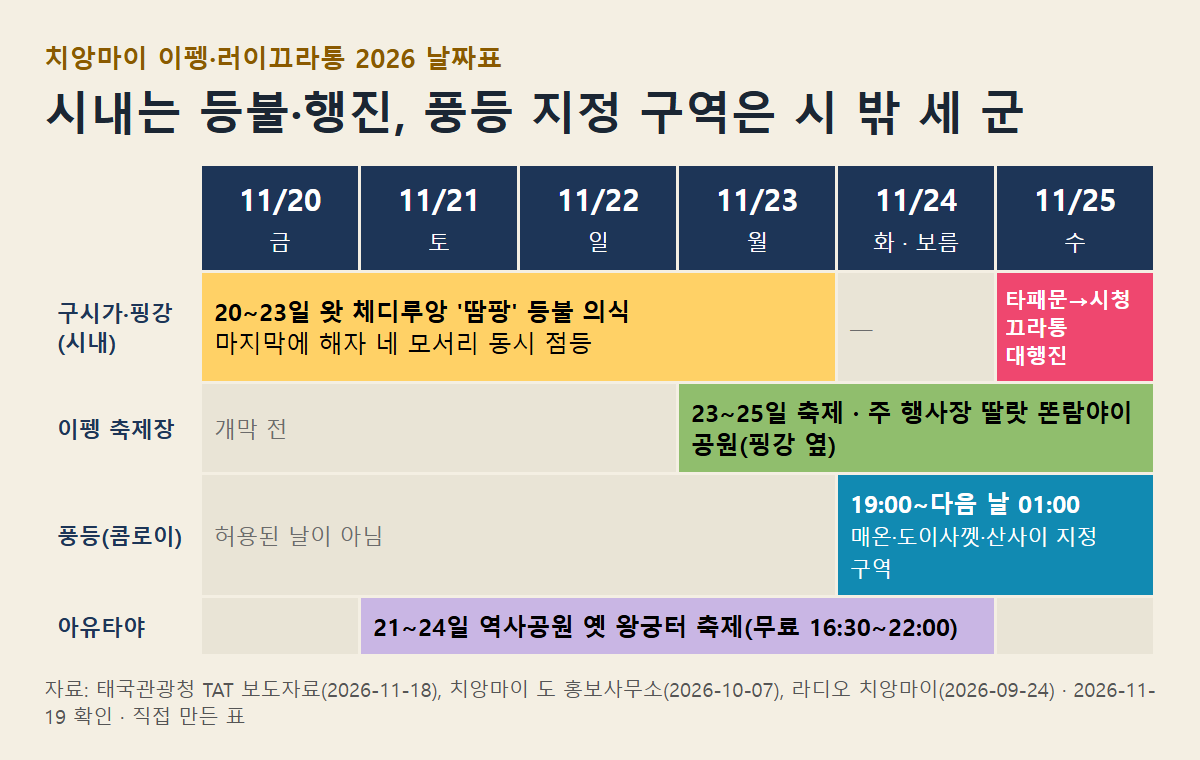 치앙마이 이펭·러이끄라통 2026 날짜표
시내는 등불·행진, 풍등 지정 구역은 시 밖 세 군
11/20
금
11/21
토
11/22
일
11/23
월
11/24
화 · 보름
11/25
수
구시가·핑강
(시내)
20~23일 왓 체디루앙 '땀팡' 등불 의식
마지막에 해자 네 모서리 동시 점등
—
타패문→시청
끄라통
대행진
이펭 축제장
개막 전
23~25일 축제 · 주 행사장 딸랏 똔람야이
공원(핑강 옆)
풍등(콤로이)
허용된 날이 아님
19:00~다음 날 01:00
매온·도이사껫·산사이 지정
구역
아유타야
21~24일 역사공원 옛 왕궁터 축제(무료 16:30~22:00)
자료: 태국관광청 TAT 보도자료(2026-11-18), 치앙마이 도 홍보사무소(2026-10-07), 라디오 치앙마이(2026-09-24) · 2026-11-
19 확인 · 직접 만든 표